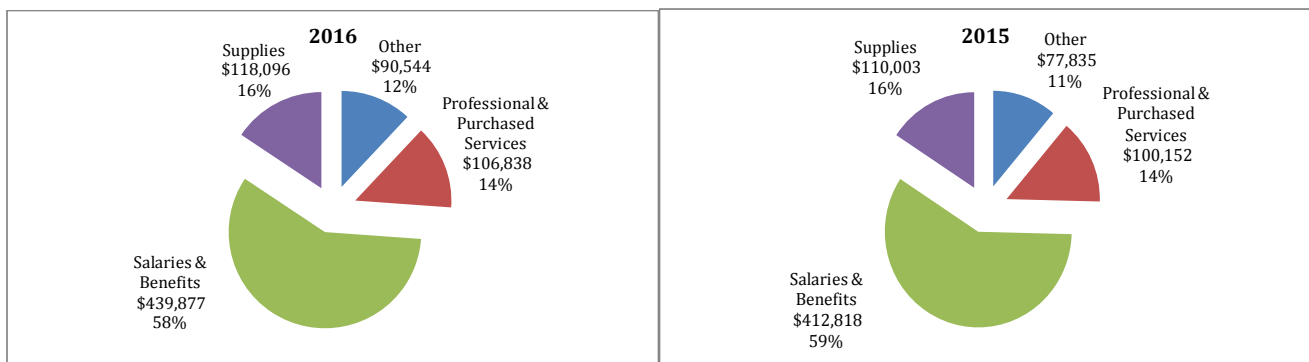 2016
Supplies
$118,096
16%
Other
$90,544
12%
Professional &
Purchased
Services
$106,838
14%
Salaries &
Benefits
$439,877
58%
2015
Supplies
$110,003
16%
Other
$77,835
11%
Professional &
Purchased
Services
$100,152
14%
Salaries &
Benefits
$412,818
59%